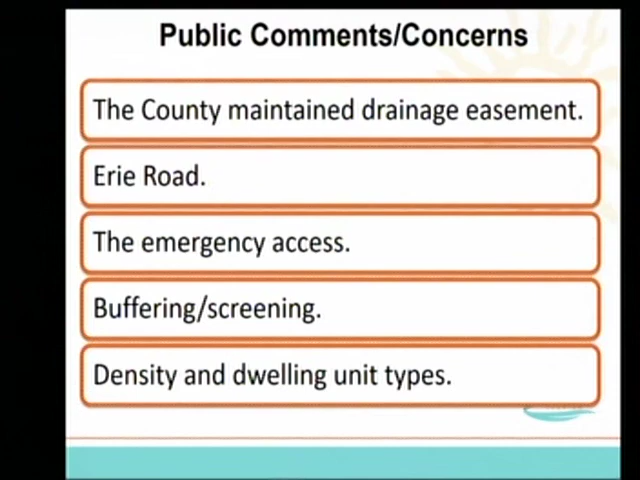 Public Comments/Concerns
The County maintained drainage easement.
Erie Road.
The emergency access.
Buffering/screening.
Density and dwelling unit types.